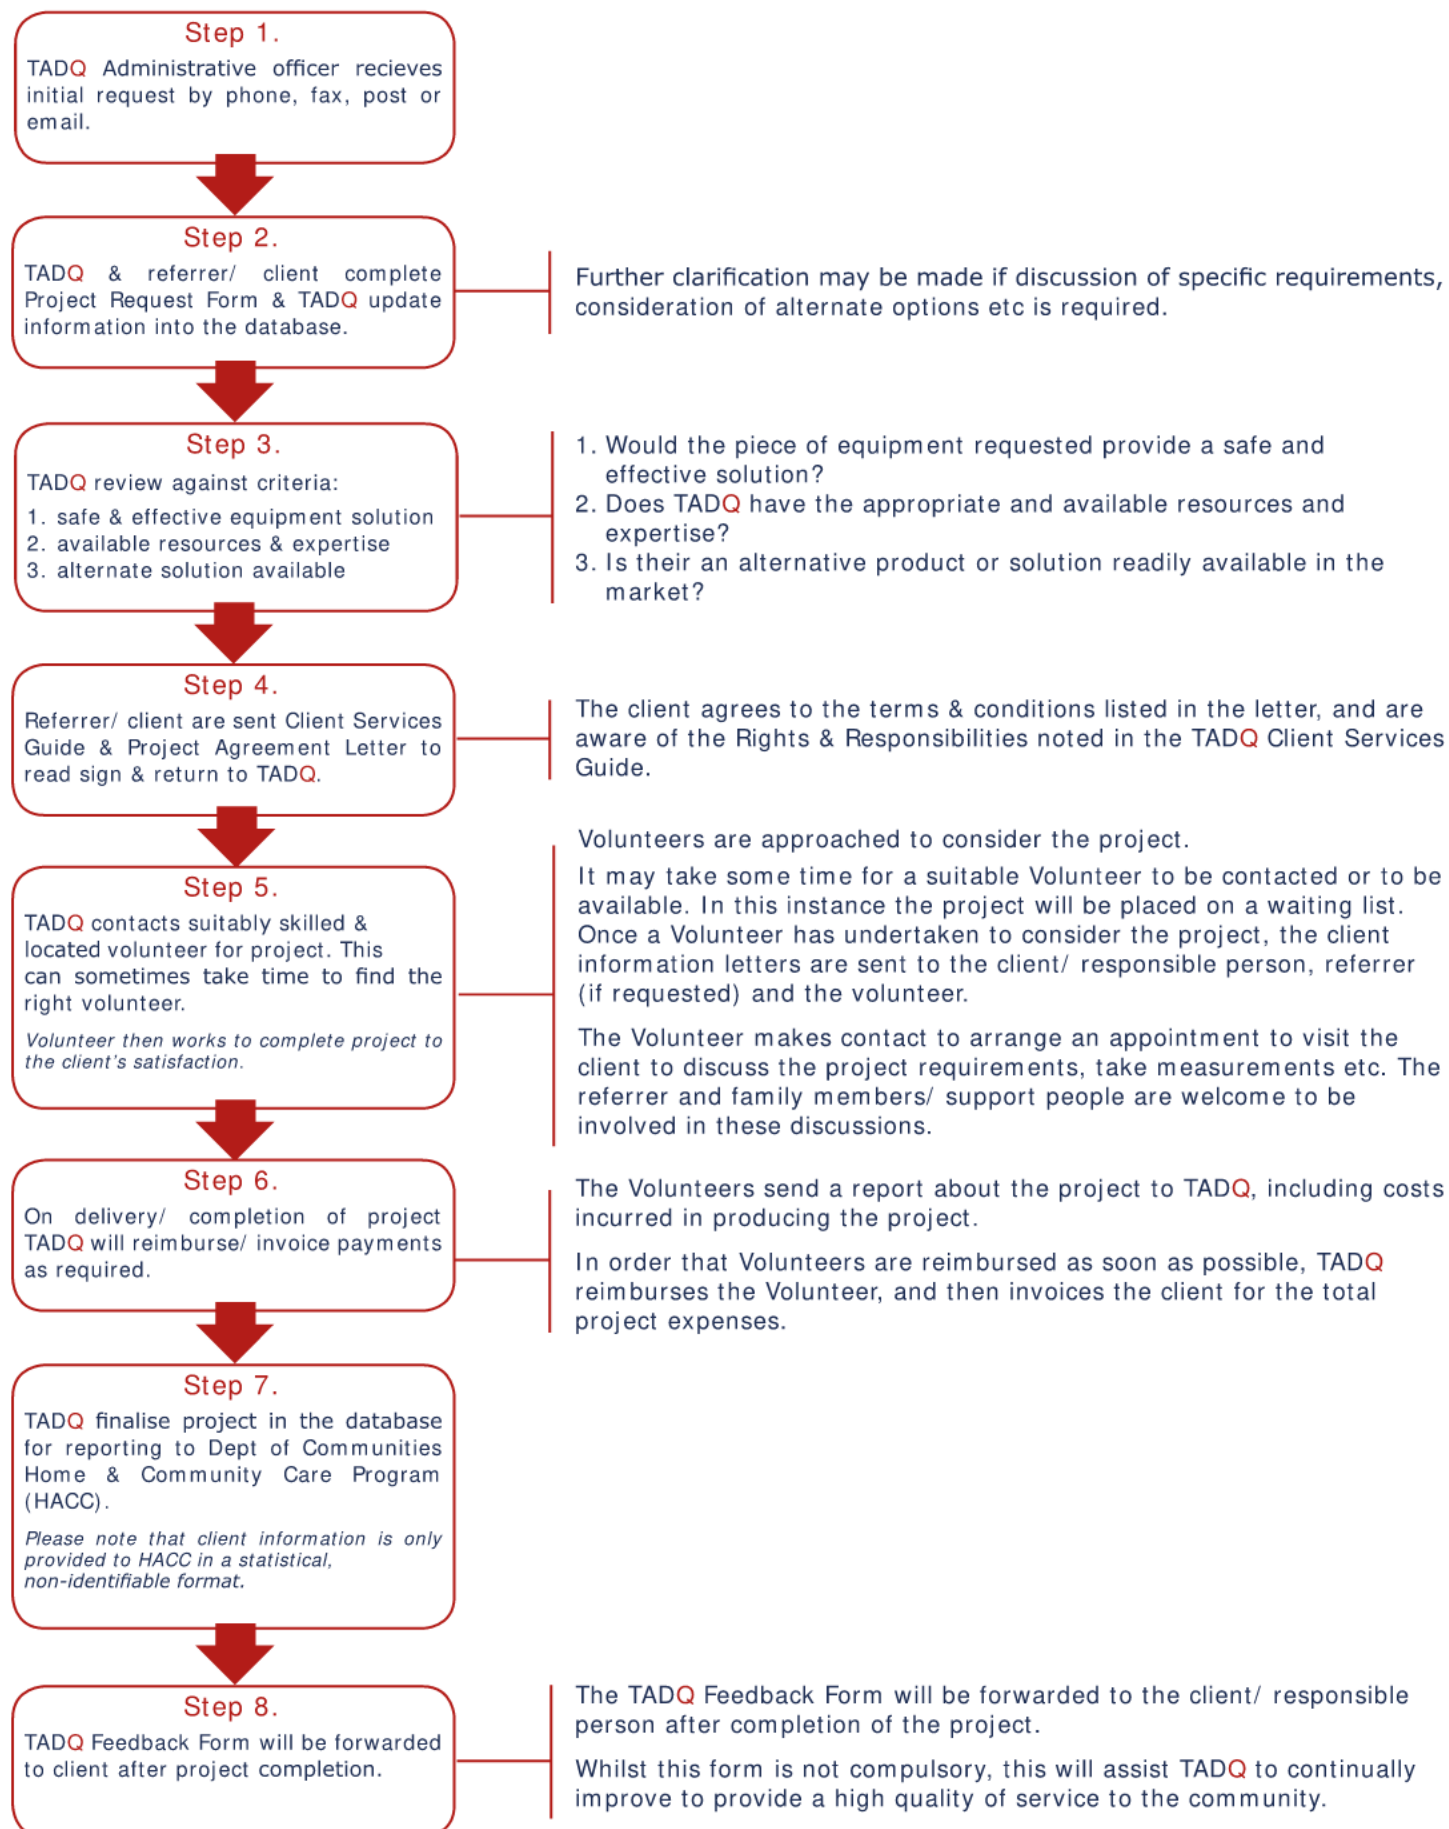 Step 1.
TADQ Administrative officer recieves
initial request by phone, fax, post or
email.
Step 2.
TADQ & referrer/ client complete
Project Request Form & TADQ update
information into the database.
Further clarification may be made if discussion of specific requirements,
consideration of alternate options etc is required.
Step 3.
TADQ review against criteria:
1. safe & effective equipment solution
2. available resources & expertise
3. alternate solution available
1. Would the piece of equipment requested provide a safe and
effective solution?
2. Does TADQ have the appropriate and available resources and
expertise?
3. Is their an alternative product or solution readily available in the
market?
Step 4.
Referrer/ client are sent Client Services
Guide & Project Agreement Letter to
read sign & return to TADQ.
The client agrees to the terms & conditions listed in the letter, and are
aware of the Rights & Responsibilities noted in the TADQ Client Services
Guide.
Step 5.
TADQ contacts suitably skilled &
located volunteer for project. This
can sometimes take time to find the
right volunteer.
Volunteer then works to complete project to
the client's satisfaction.
Volunteers are approached to consider the project.
It may take some time for a suitable Volunteer to be contacted or to be
available. In this instance the project will be placed on a waiting list.
Once a Volunteer has undertaken to consider the project, the client
information letters are sent to the client/ responsible person, referrer
(if requested) and the volunteer.
The Volunteer makes contact to arrange an appointment to visit the
client to discuss the project requirements, take measurements etc. The
referrer and family members/ support people are welcome to be
involved in these discussions.
Step 6.
On delivery/ completion of project
TADQ will reimburse/ invoice payments
as required.
The Volunteers send a report about the project to TADQ, including costs
incurred in producing the project.
In order that Volunteers are reimbursed as soon as possible, TADQ
reimburses the Volunteer, and then invoices the client for the total
project expenses.
Step 7.
TADQ finalise project in the database
for reporting to Dept of Communities
Home & Community Care Program
(HACC).
Please note that client information is only
provided to HACC in a statistical,
non-identifiable format.
Step 8.
TADQ Feedback Form will be forwarded
to client after project completion.
The TADQ Feedback Form will be forwarded to the client/ responsible
person after completion of the project.
Whilst this form is not compulsory, this will assist TADQ to continually
improve to provide a high quality of service to the community.